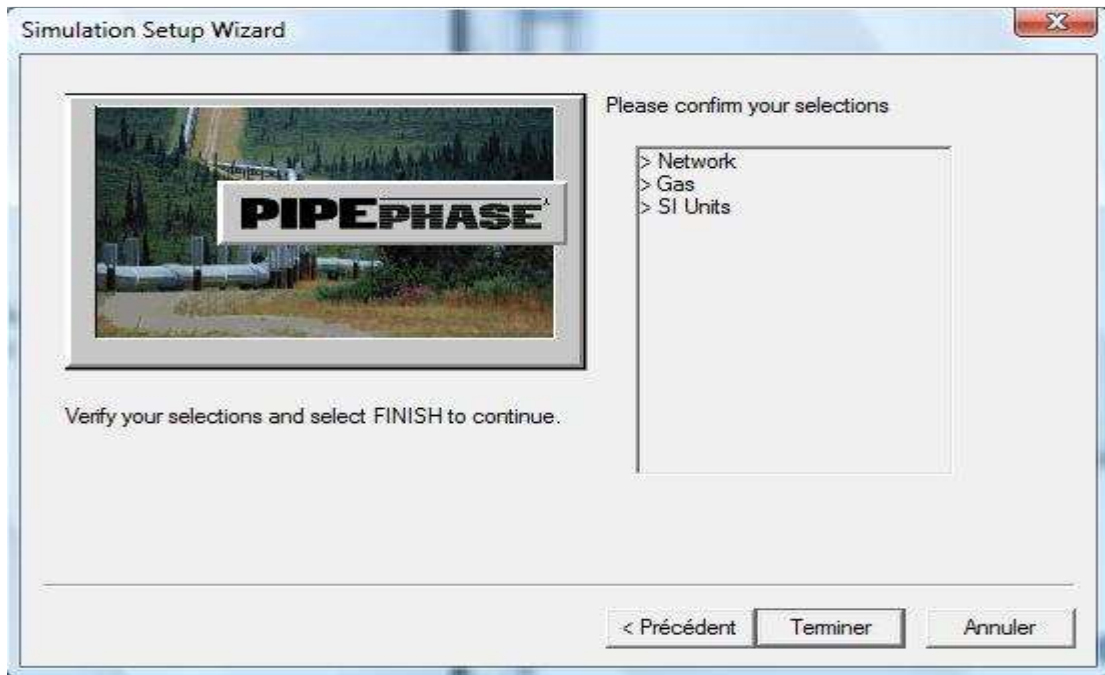 Simulation Setup Wizard
PIPEPHASE
Please confirm your selections
> Network
> Gas
> SI Units
Verify your selections and select FINISH to continue.
< Précédent
Terminer
Annuler